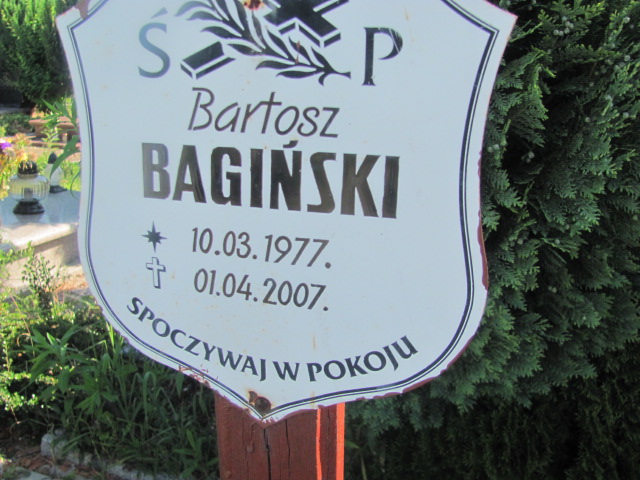 Ś P
Bartosz
BAGIŃSKI
10.03.1977.
01.04.2007.
SPOCZYWAJ W POKOJU